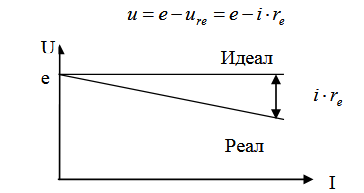 u = e − u_re = e − i · r_e
U
Идеал
e
i · r_e
Реал
I